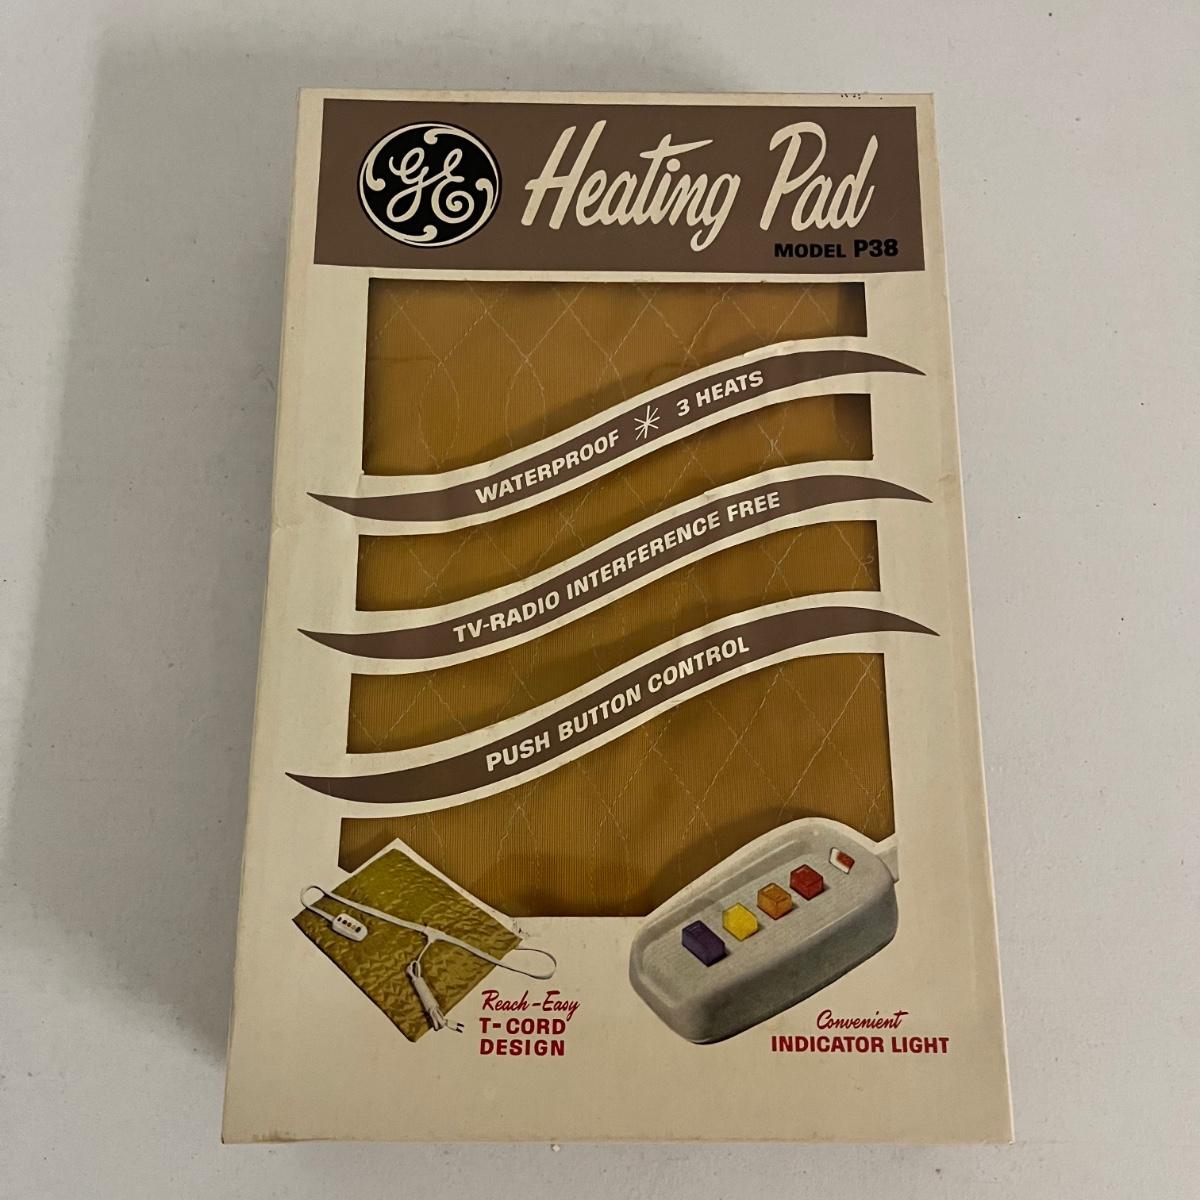 GE
Heating Pad
MODEL P38
WATERPROOF * 3 HEATS
TV-RADIO INTERFERENCE FREE
PUSH BUTTON CONTROL
Reach-Easy
T-CORD
DESIGN
Convenient
INDICATOR LIGHT